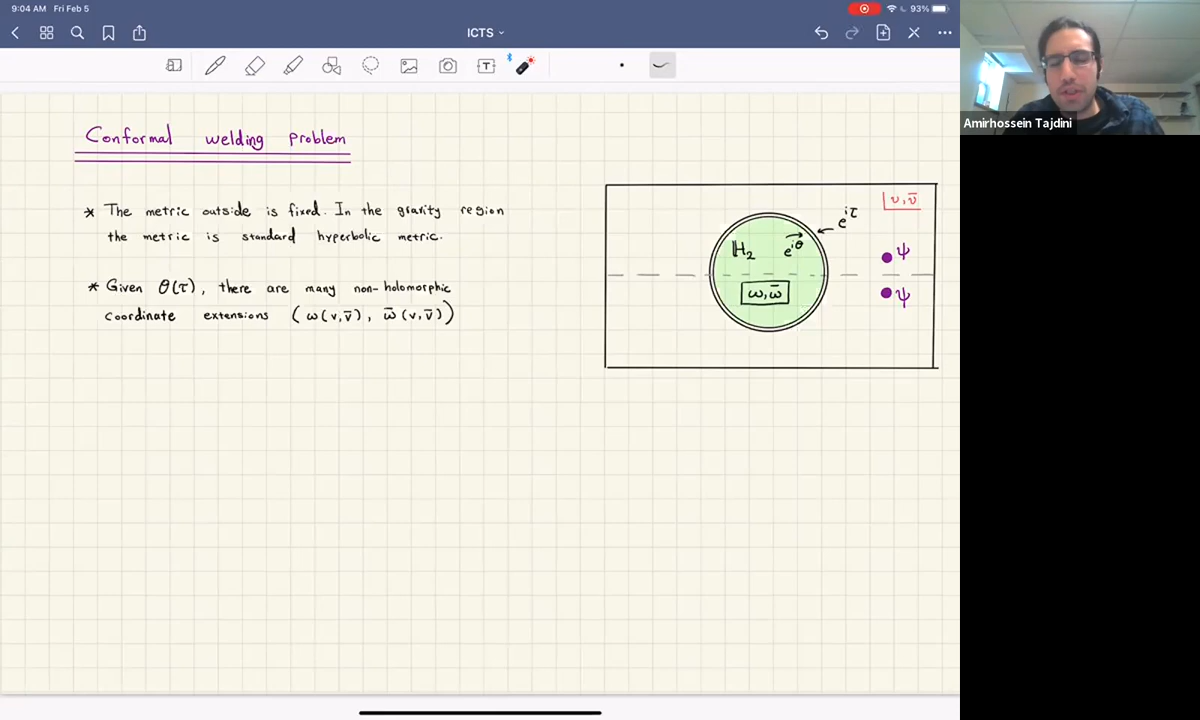 9:04 AM Fri Feb 5
93%
ICTS
Amirhossein Tajdini
Conformal welding problem
* The metric outside is fixed. In the gravity region
the metric is standard hyperbolic metric.
* Given θ(τ), there are many non-holomorphic
coordinate extensions (ω(v,v̄), ω̄(v,v̄))
v,v̄
e^{iτ}
ℍ₂ e^{iθ}
ψ
ω,ω̄
ψ